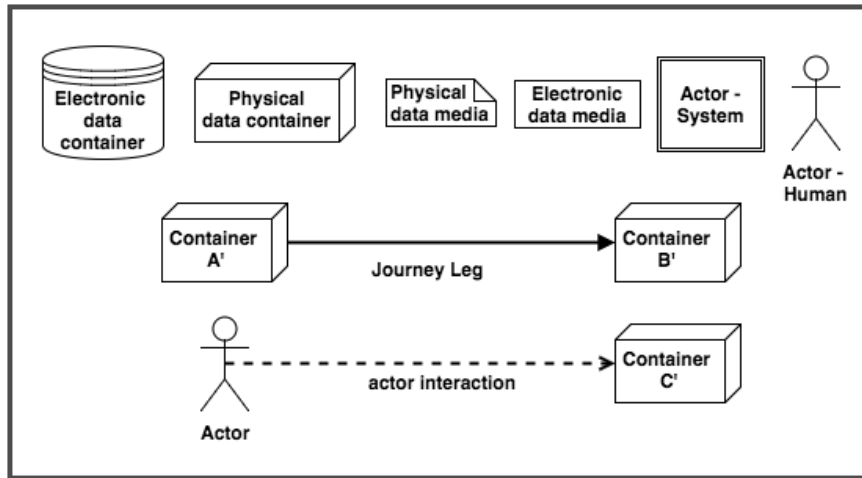 Electronic
data
container
Physical
data container
Physical
data media
Electronic
data media
Actor -
System
Actor -
Human
Container
A'
Journey Leg
Container
B'
Actor
actor interaction
Container
C'